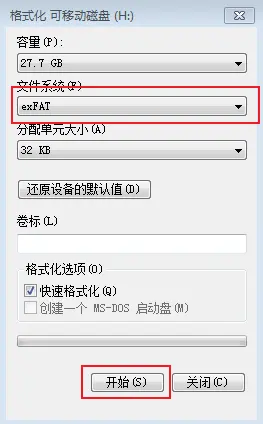 格式化 可移动磁盘 (H:)
容量(P):
27.7 GB
文件系统(F)
exFAT
分配单元大小(A)
32 KB
还原设备的默认值(D)
卷标(L)
格式化选项(O)
快速格式化(Q)
创建一个 MS-DOS 启动盘(M)
开始(S)
关闭(C)